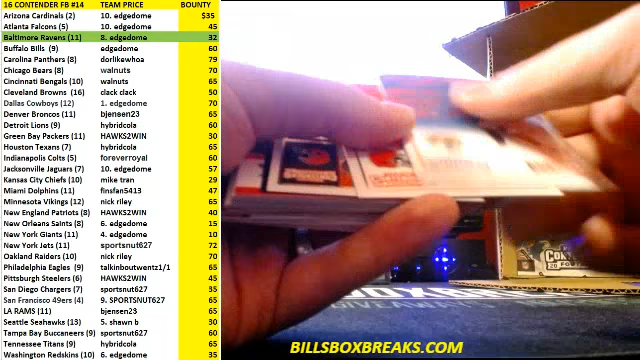 16 CONTENDER FB #14 TEAM PRICE BOUNTY
Arizona Cardinals (2) 10. edgedome $35
Atlanta Falcons (5) 10. edgedome 45
Baltimore Ravens (11) 8. edgedome 32
Buffalo Bills (9) edgedome 60
Carolina Panthers (8) dorlikewhoa 79
Chicago Bears (8) walnuts 70
Cincinnati Bengals (10) walnuts 60
Cleveland Browns (16) clack clack 50
Dallas Cowboys (12) 1. edgedome 70
Denver Broncos (11) bjensen23 65
Detroit Lions (9) hybridcola 60
Green Bay Packers (11) HAWKS2WIN 30
Houston Texans (7) hybridcola 65
Indianapolis Colts (5) foreverroyal 60
Jacksonville Jaguars (7) 10. edgedome 57
Kansas City Chiefs (10) mike tran 29
Miami Dolphins (11) finsfan5413 47
Minnesota Vikings (12) nick riley 65
New England Patriots (8) HAWKS2WIN 40
New Orleans Saints (8) 6. edgedome 15
New York Giants (11) 4. edgedome 10
New York Jets (11) sportsnut627 72
Oakland Raiders (10) nick riley 70
Philadelphia Eagles (9) talkinboutwentz1/1 65
Pittsburgh Steelers (6) HAWKS2WIN 45
San Diego Chargers (7) sportsnut627 35
San Francisco 49ers (4) 9. SPORTSNUT627 65
LA RAMS (11) bjensen23 65
Seattle Seahawks (13) 5. shawn b 30
Tampa Bay Buccaneers (9) sportsnut627 60
Tennessee Titans (9) hybridcola 65
Washington Redskins (10) 6. edgedome 35
BILLSBOXBREAKS.COM